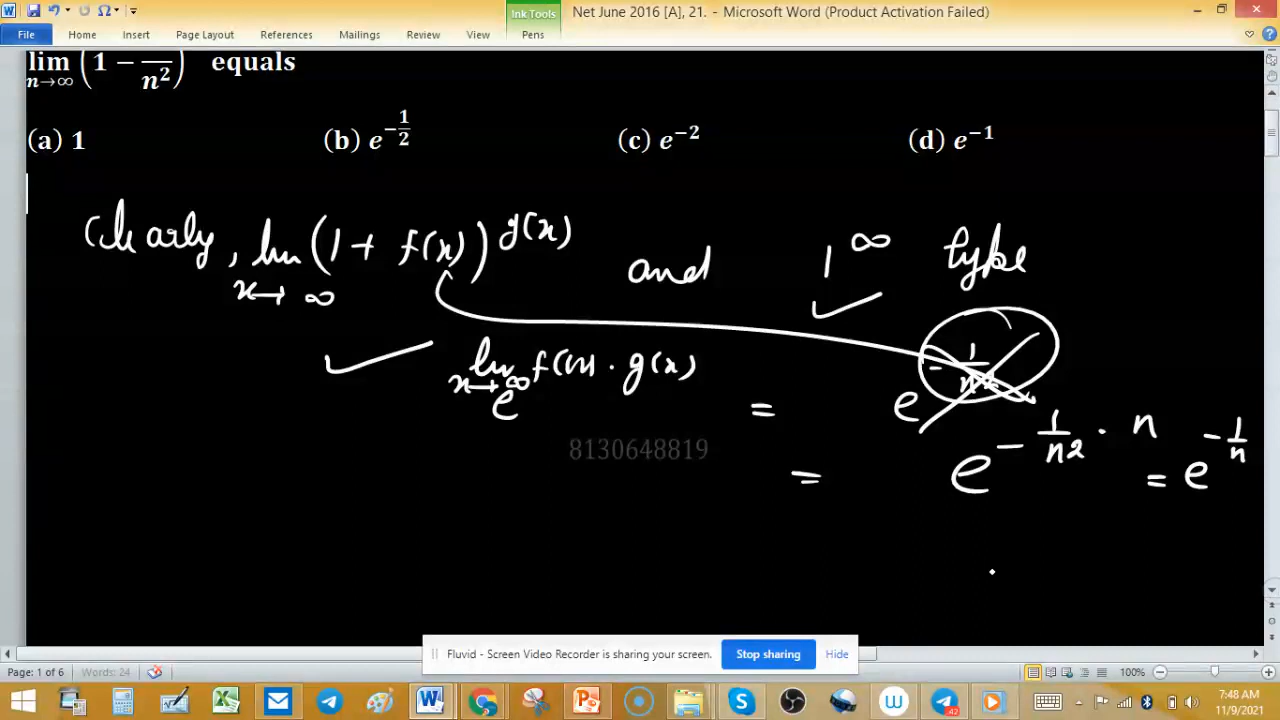 Ink Tools
Net June 2016 [A], 21. - Microsoft Word (Product Activation Failed)
File Home Insert Page Layout References Mailings Review View Pens
lim n→∞ (1 − / n²) equals
(a) 1 (b) e^{-1/2} (c) e^{-2} (d) e^{-1}
Clearly, lim x→∞ (1 + f(x))^{g(x)} and 1^∞ type
e^{lim x→∞ f(x) · g(x)} = e^{-1/n²}
= e^{-1/n² · n} = e^{-1/n}
8130648819
Fluvid - Screen Video Recorder is sharing your screen. Stop sharing Hide
Page: 1 of 6 Words: 24 100%
42
7:48 AM
11/9/2021